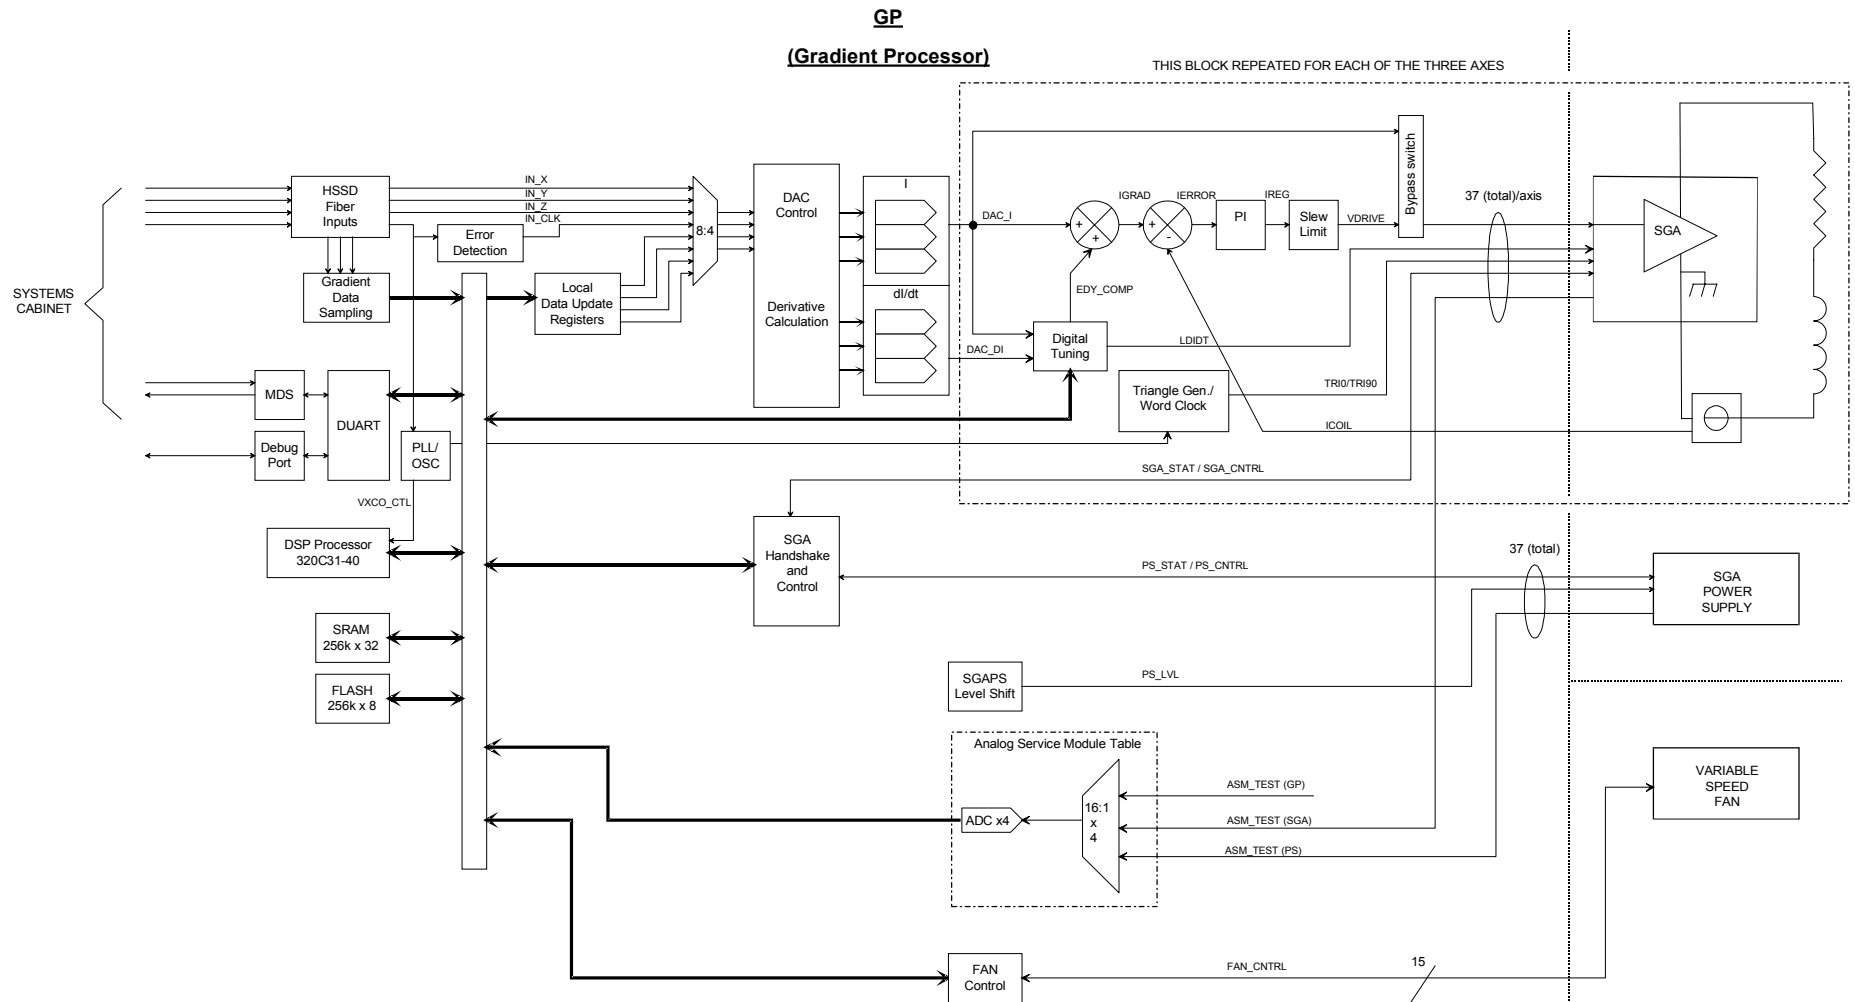 GP
(Gradient Processor)
THIS BLOCK REPEATED FOR EACH OF THE THREE AXES
SYSTEMS
CABINET
HSSD
Fiber
Inputs
IN_X
IN_Y
IN_Z
IN_CLK
Error
Detection
Gradient
Data
Sampling
Local
Data Update
Registers
8:4
DAC
Control
Derivative
Calculation
I
dI/dt
DAC_I
DAC_DI
IGRAD
IERROR
IREG
+
+
+
-
PI
Slew
Limit
VDRIVE
Bypass switch
37 (total)/axis
SGA
EDY_COMP
Digital
Tuning
LDIDT
Triangle Gen./
Word Clock
TRI0/TRI90
ICOIL
SGA_STAT / SGA_CNTRL
MDS
DUART
Debug
Port
PLL/
OSC
VXCO_CTL
DSP Processor
320C31-40
SRAM
256k x 32
FLASH
256k x 8
SGA
Handshake
and
Control
PS_STAT / PS_CNTRL
37 (total)
SGA
POWER
SUPPLY
SGAPS
Level Shift
PS_LVL
Analog Service Module Table
ADC x4
16:1
x
4
ASM_TEST (GP)
ASM_TEST (SGA)
ASM_TEST (PS)
VARIABLE
SPEED
FAN
FAN
Control
FAN_CNTRL
15